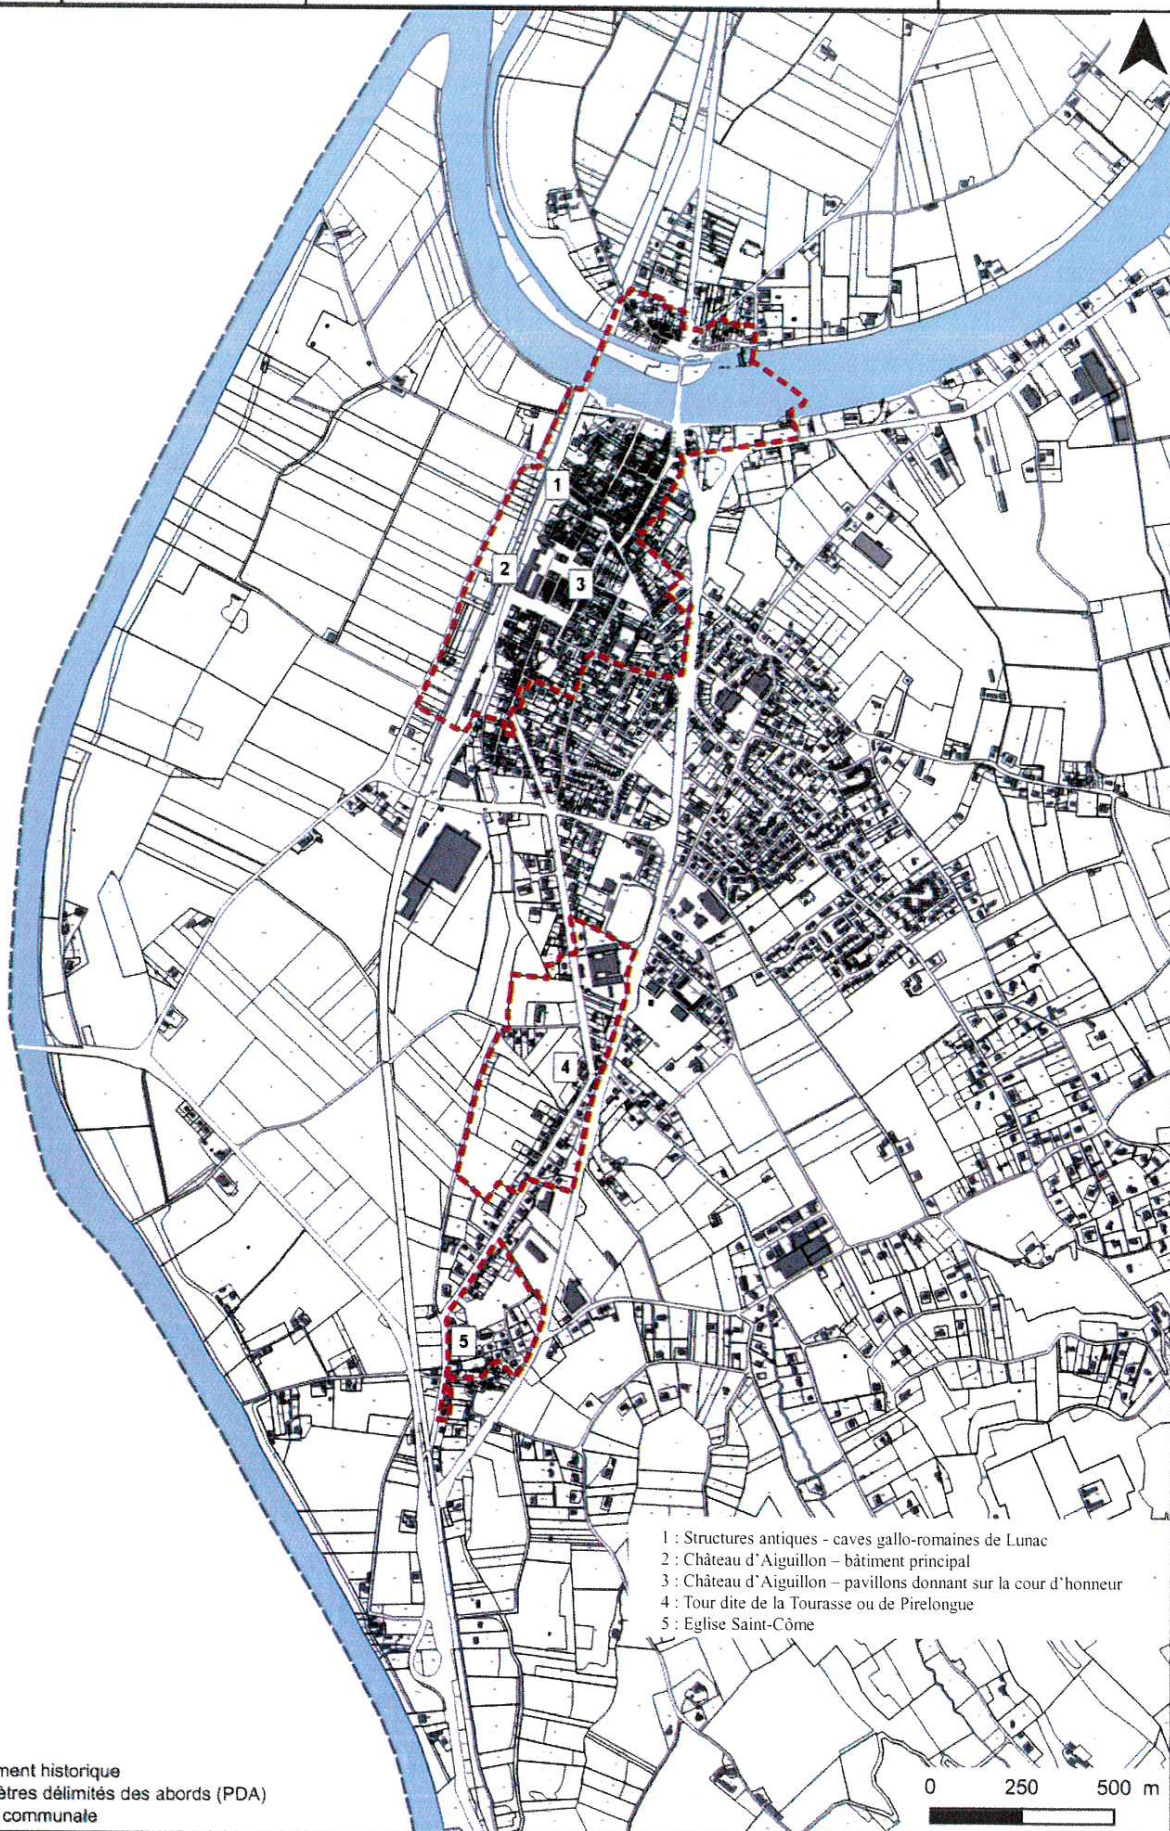 1
2
3
4
5
1 : Structures antiques - caves gallo-romaines de Lunac
2 : Château d'Aiguillon – bâtiment principal
3 : Château d'Aiguillon – pavillons donnant sur la cour d'honneur
4 : Tour dite de la Tourasse ou de Pirelongue
5 : Eglise Saint-Côme
ment historique
ètres délimités des abords (PDA)
communale
0 250 500 m